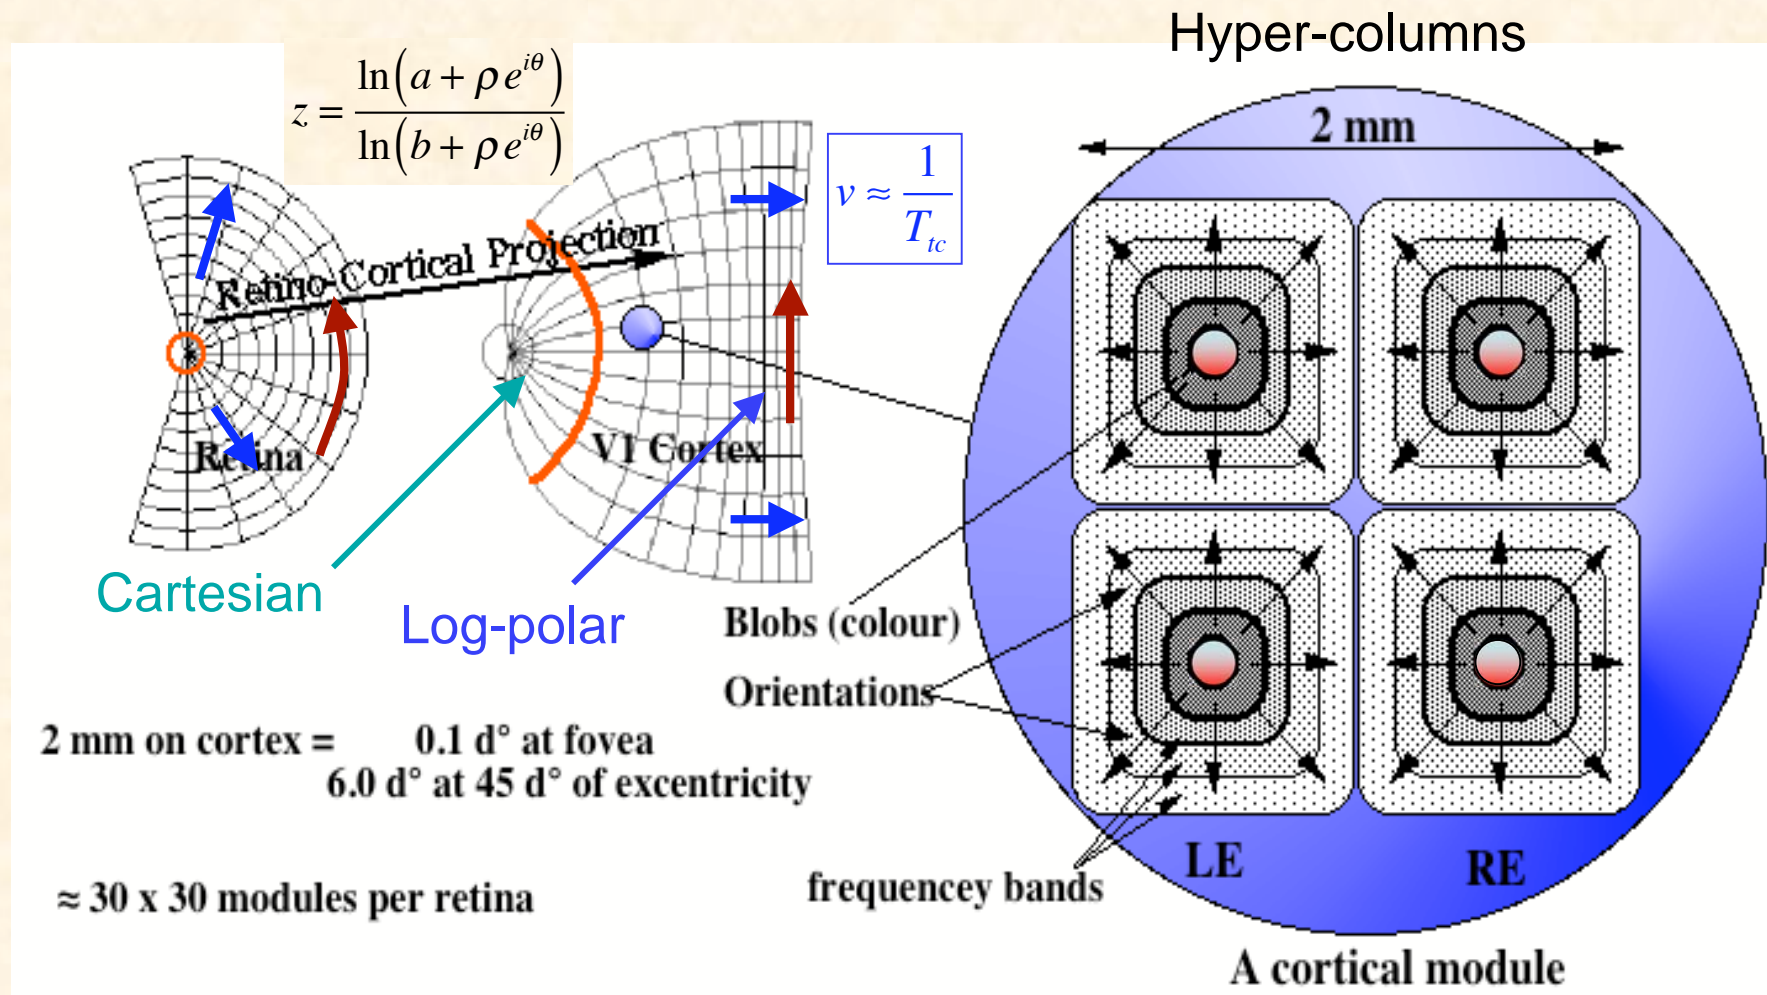 Hyper-columns
z = ln(a + ρe^{iθ}) / ln(b + ρe^{iθ})
2 mm
v ≈ 1 / T_{tc}
Retino-Cortical Projection
Retina
V1 Cortex
Cartesian
Log-polar
Blobs (colour)
Orientations
2 mm on cortex = 0.1 d° at fovea
6.0 d° at 45 d° of excentricity
≈ 30 x 30 modules per retina
frequencey bands
LE
RE
A cortical module